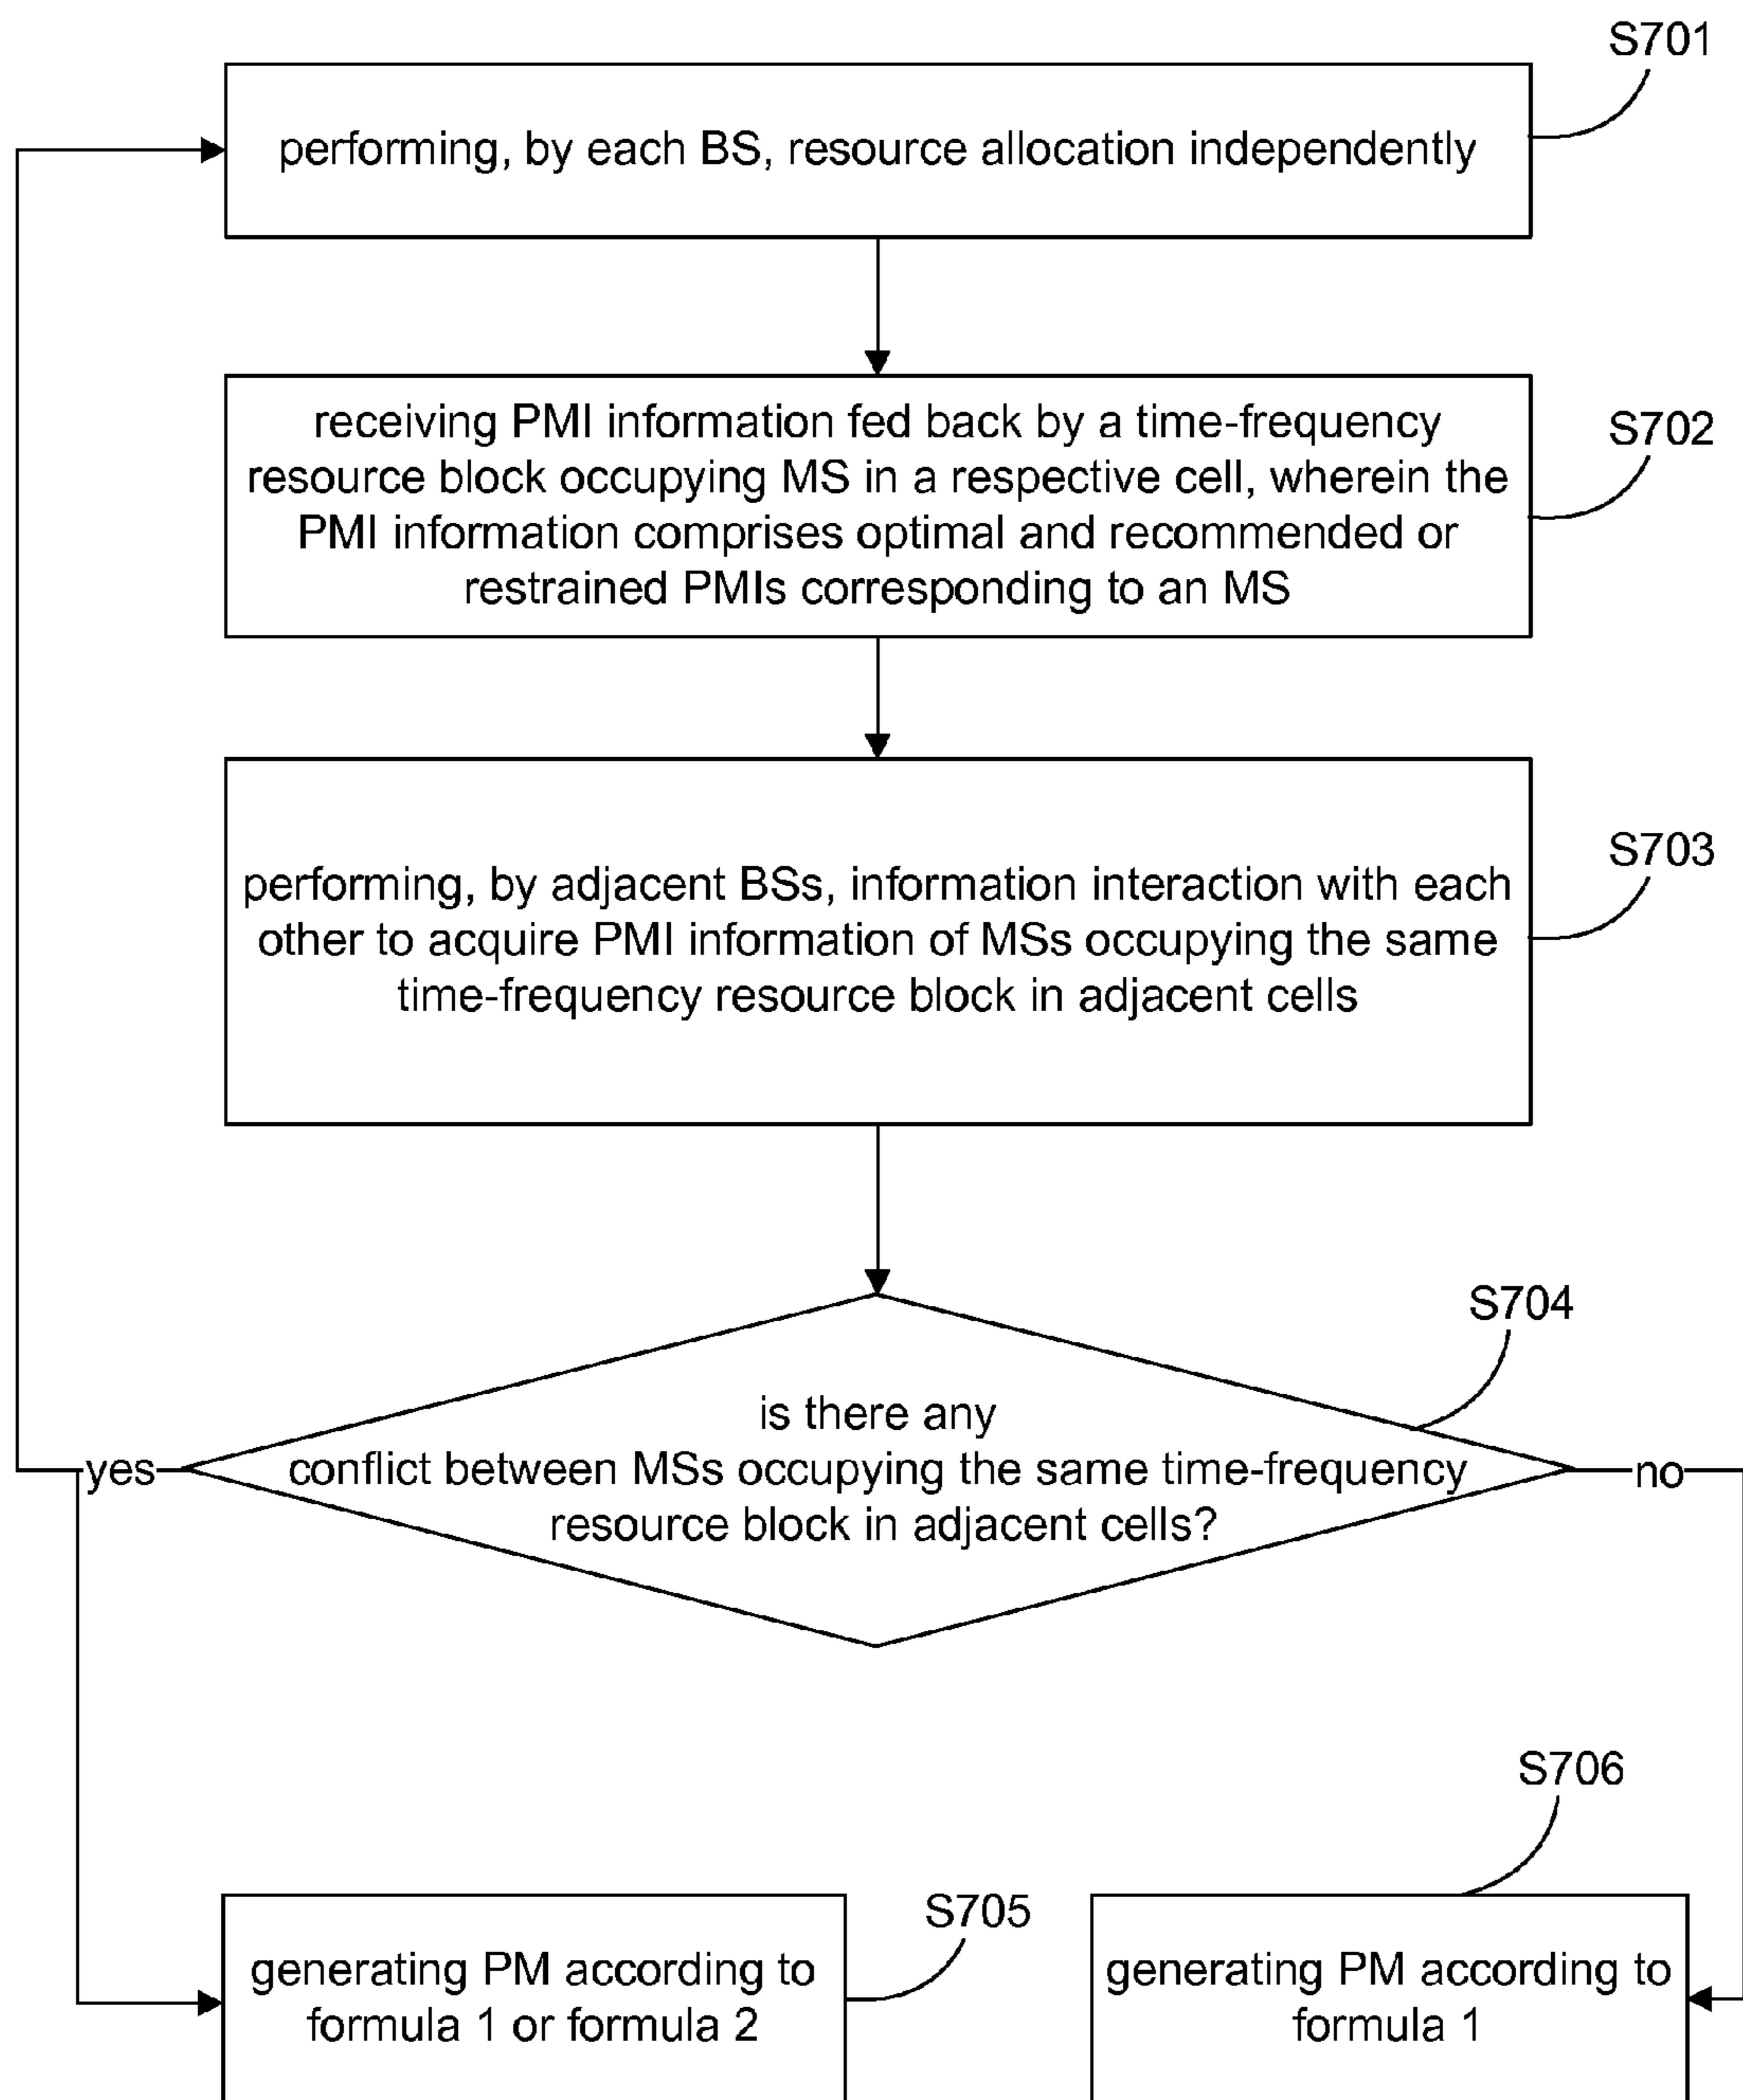 S701
performing, by each BS, resource allocation independently
receiving PMI information fed back by a time-frequency
resource block occupying MS in a respective cell, wherein the
PMI information comprises optimal and recommended or
restrained PMIs corresponding to an MS
S702
performing, by adjacent BSs, information interaction with each
other to acquire PMI information of MSs occupying the same
time-frequency resource block in adjacent cells
S703
S704
is there any
conflict between MSs occupying the same time-frequency
resource block in adjacent cells?
yes
no
S705
generating PM according to
formula 1 or formula 2
S706
generating PM according to
formula 1